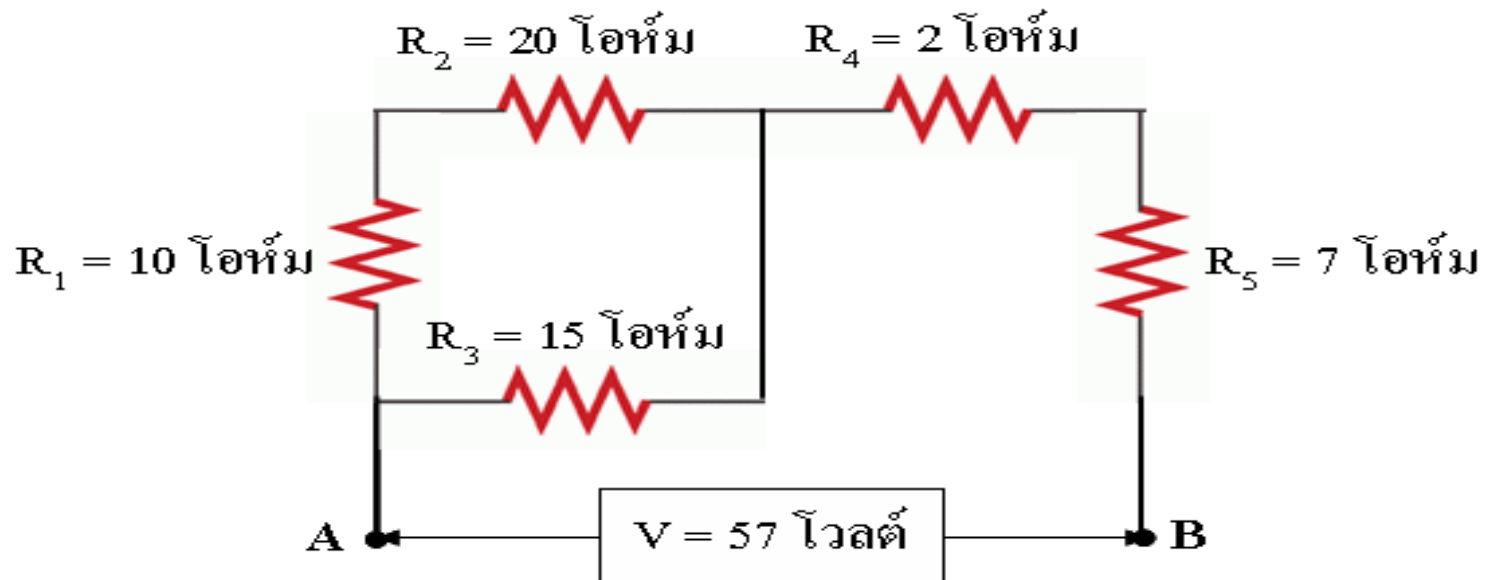 R₂ = 20 โอห์ม
R₄ = 2 โอห์ม
R₁ = 10 โอห์ม
R₅ = 7 โอห์ม
R₃ = 15 โอห์ม
A
V = 57 โวลต์
B